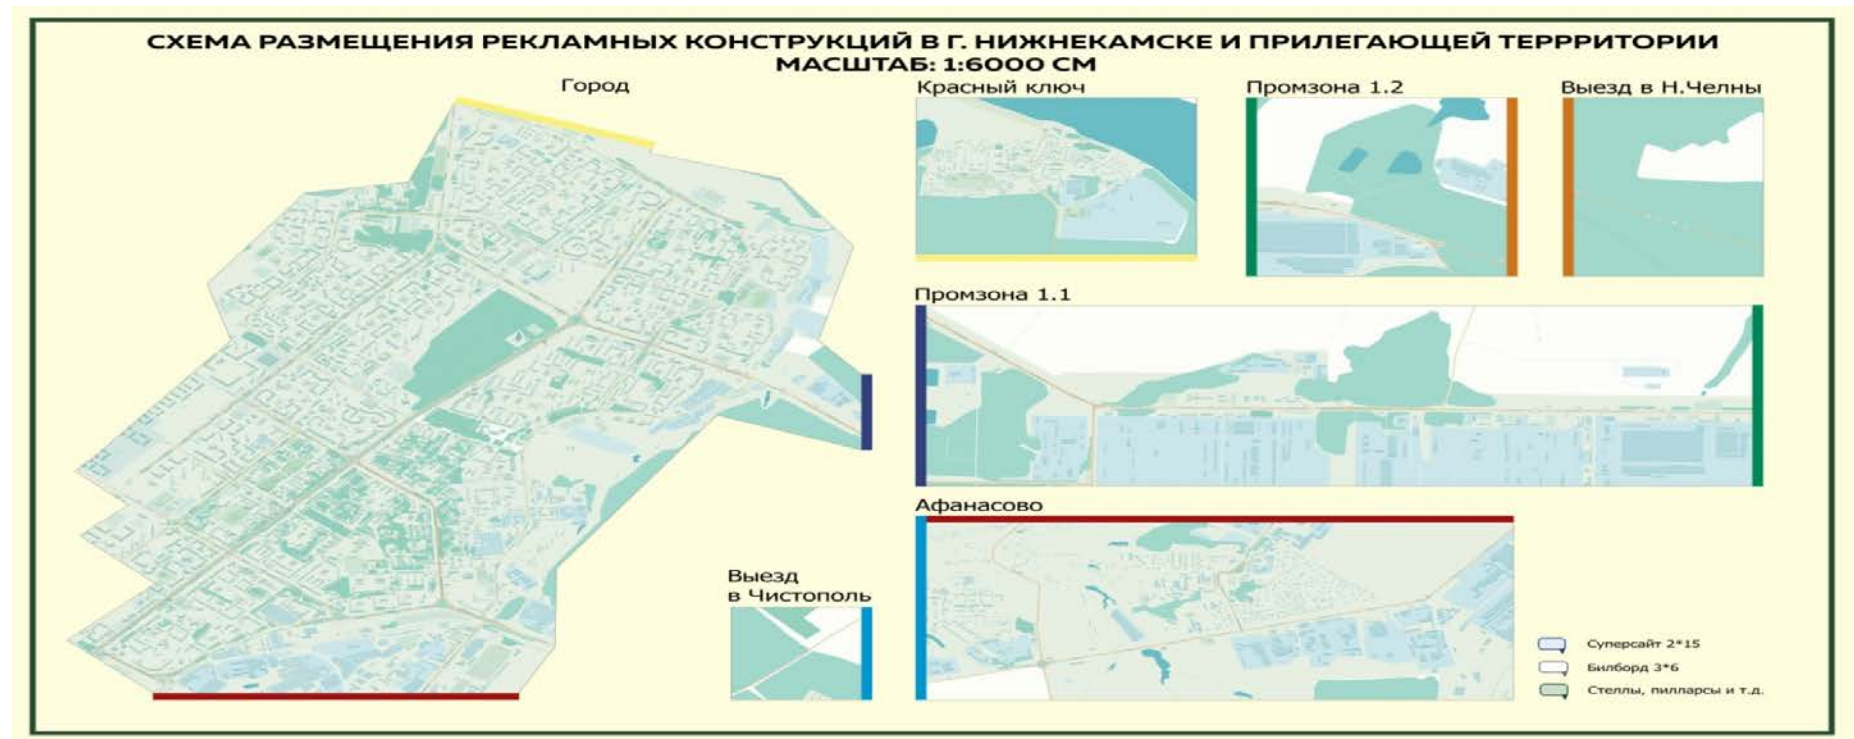 СХЕМА РАЗМЕЩЕНИЯ РЕКЛАМНЫХ КОНСТРУКЦИЙ В Г. НИЖНЕКАМСКЕ И ПРИЛЕГАЮЩЕЙ ТЕРРРИТОРИИ
МАСШТАБ: 1:6000 СМ
Город
Красный ключ
Промзона 1.2
Выезд в Н.Челны
Промзона 1.1
Афанасово
Выезд
в Чистополь
Суперсайт 2*15
Билборд 3*6
Стеллы, пилларсы и т.д.